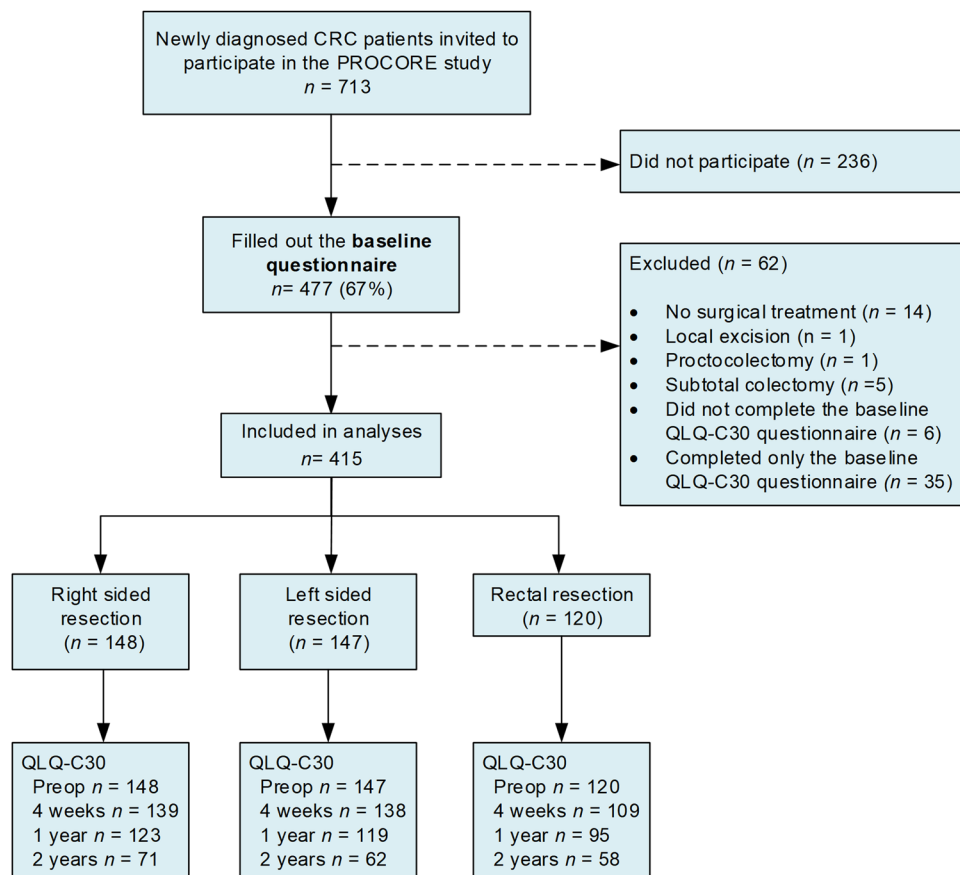 Newly diagnosed CRC patients invited to
participate in the PROCORE study
n = 713
Did not participate (n = 236)
Filled out the baseline
questionnaire
n= 477 (67%)
Excluded (n = 62)
• No surgical treatment (n = 14)
• Local excision (n = 1)
• Proctocolectomy (n = 1)
• Subtotal colectomy (n =5)
• Did not complete the baseline
QLQ-C30 questionnaire (n = 6)
• Completed only the baseline
QLQ-C30 questionnaire (n = 35)
Included in analyses
n= 415
Right sided
resection
(n = 148)
Left sided
resection
(n = 147)
Rectal resection
(n = 120)
QLQ-C30
Preop n = 148
4 weeks n = 139
1 year n = 123
2 years n = 71
QLQ-C30
Preop n = 147
4 weeks n = 138
1 year n = 119
2 years n = 62
QLQ-C30
Preop n = 120
4 weeks n = 109
1 year n = 95
2 years n = 58